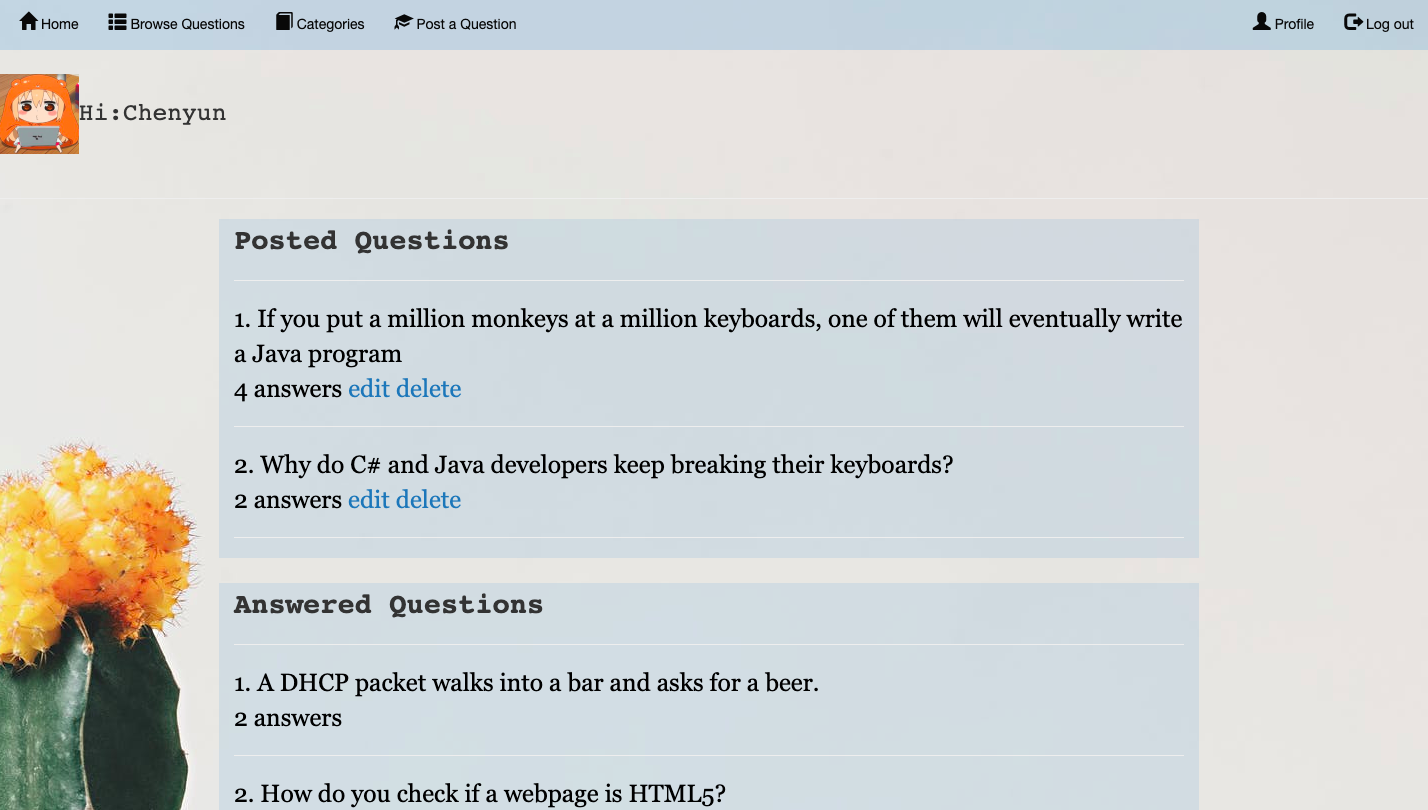 Home Browse Questions Categories Post a Question Profile Log out
Hi:Chenyun
Posted Questions
1. If you put a million monkeys at a million keyboards, one of them will eventually write
a Java program
4 answers edit delete
2. Why do C# and Java developers keep breaking their keyboards?
2 answers edit delete
Answered Questions
1. A DHCP packet walks into a bar and asks for a beer.
2 answers
2. How do you check if a webpage is HTML5?